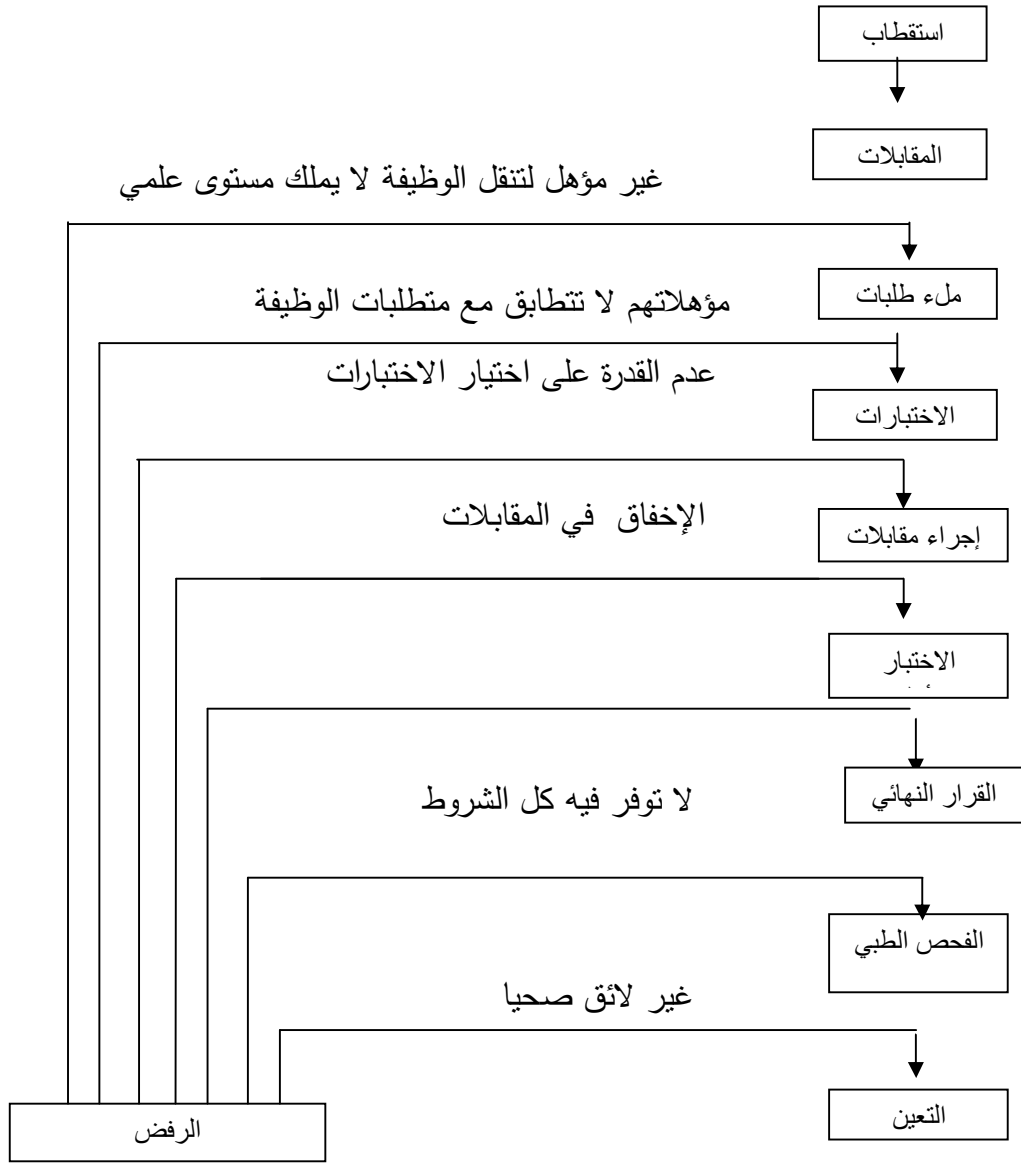 استقطاب
المقابلات
غير مؤهل لتنقل الوظيفة لا يملك مستوى علمي
ملء طلبات
مؤهلاتهم لا تتطابق مع متطلبات الوظيفة
عدم القدرة على اختيار الاختبارات
الاختبارات
الإخفاق في المقابلات
إجراء مقابلات
الاختبار
القرار النهائي
لا توفر فيه كل الشروط
الفحص الطبي
غير لائق صحيا
التعين
الرفض